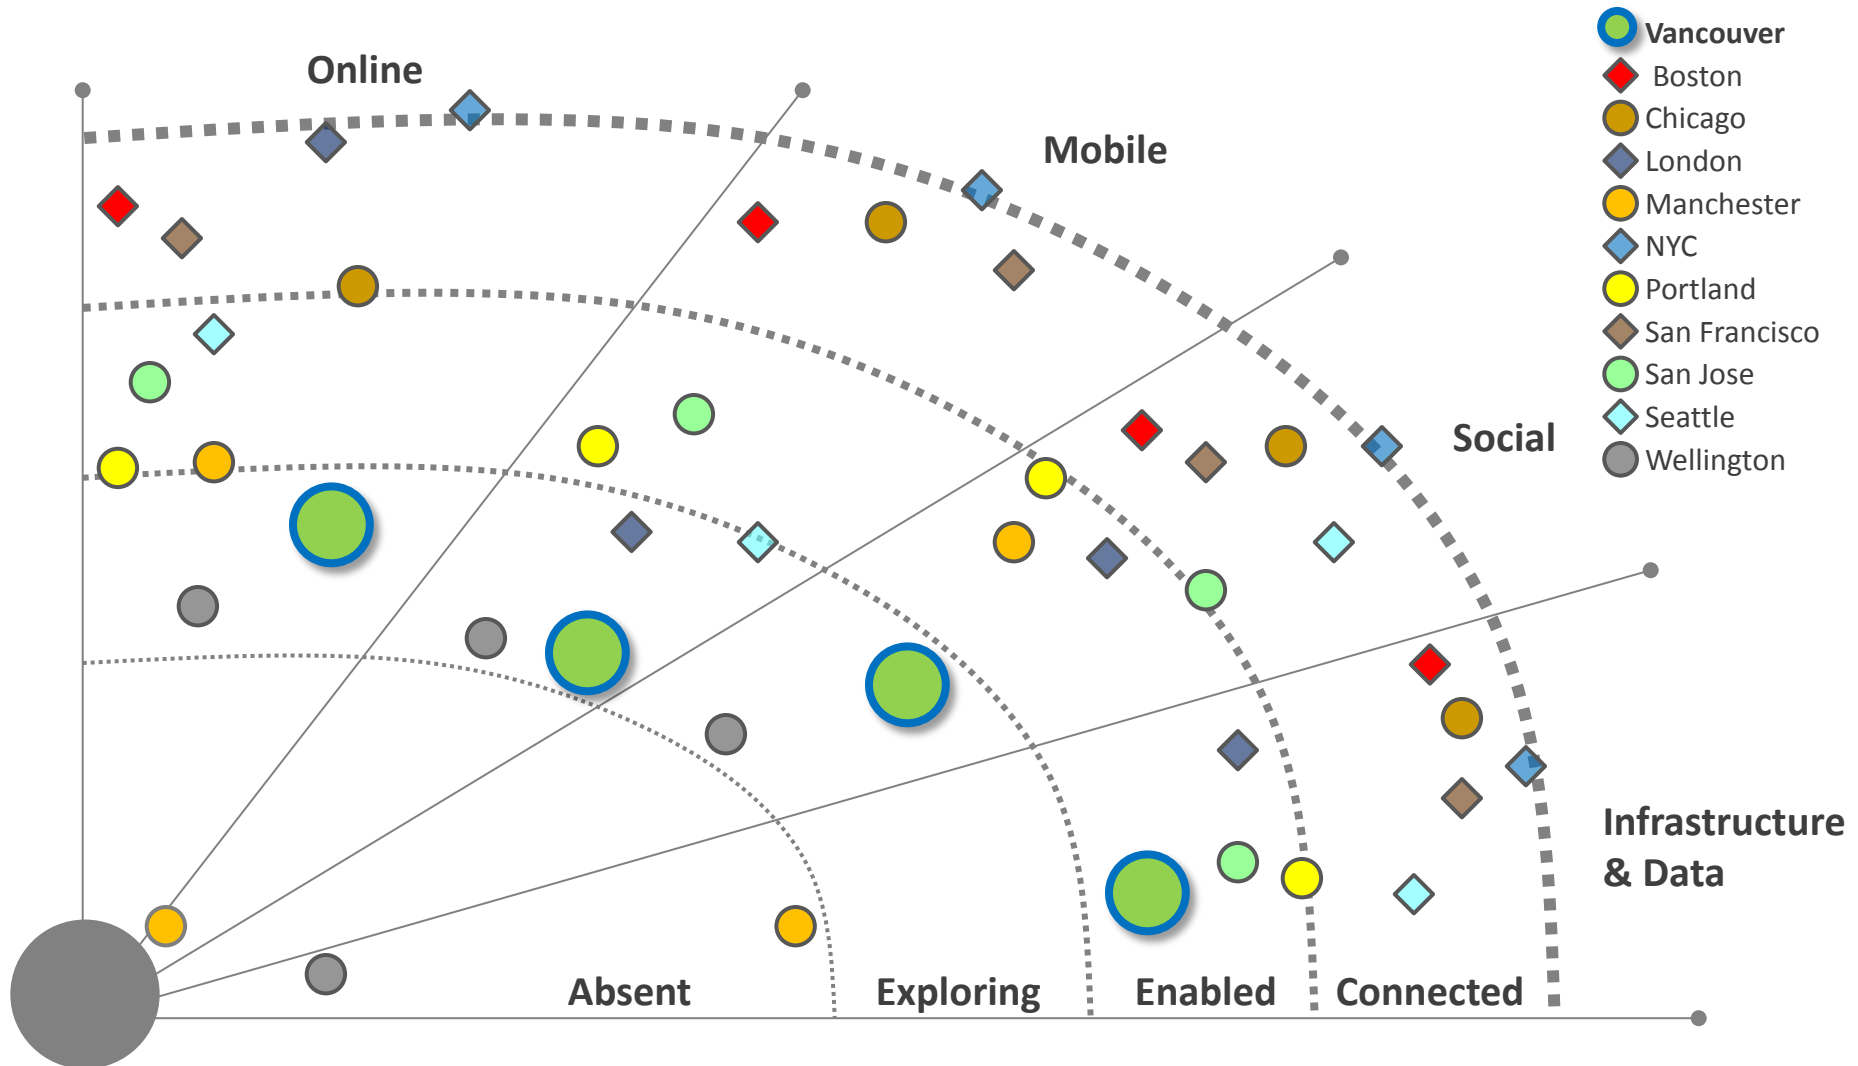 Online
Mobile
Social
Infrastructure
& Data
Absent
Exploring
Enabled
Connected
Vancouver
Boston
Chicago
London
Manchester
NYC
Portland
San Francisco
San Jose
Seattle
Wellington